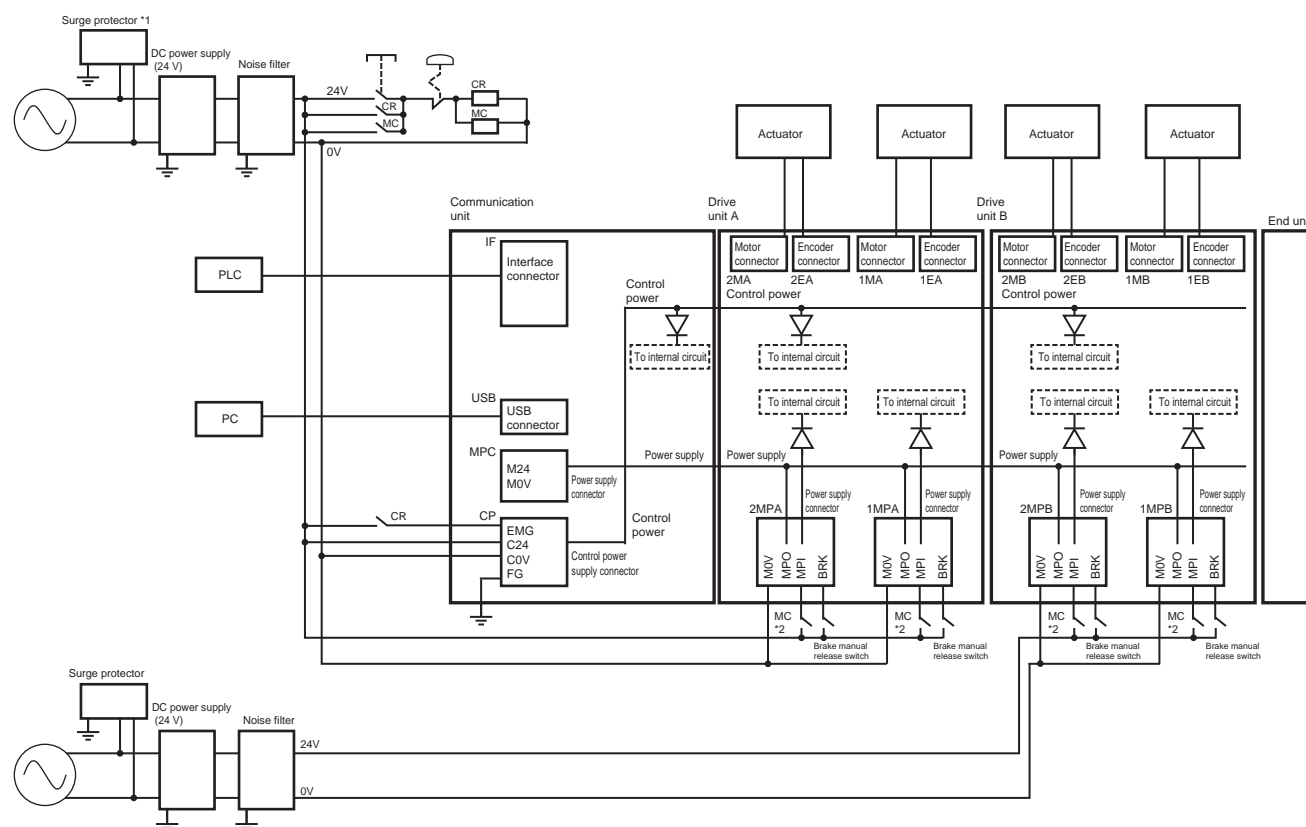 Surge protector *1
DC power supply
(24 V)
Noise filter
24V
CR
MC
CR
MC
0V
Actuator
Actuator
Actuator
Actuator
Communication
unit
Drive
unit A
Drive
unit B
End un
IF
Interface
connector
PLC
Motor
connector
Encoder
connector
Motor
connector
Encoder
connector
Motor
connector
Encoder
connector
Motor
connector
Encoder
connector
2MA
2EA
1MA
1EA
2MB
2EB
1MB
1EB
Control
power
Control power
Control power
To internal circuit
To internal circuit
To internal circuit
To internal circuit
To internal circuit
To internal circuit
To internal circuit
PC
USB
USB
connector
MPC
M24
M0V
Power supply
connector
Power supply
Power supply
Power supply
CR
CP
EMG
C24
C0V
FG
Control
power
Control power
supply connector
2MPA
Power supply
connector
1MPA
Power supply
connector
2MPB
Power supply
connector
1MPB
Power supply
connector
M0V
MPO
MPI
BRK
M0V
MPO
MPI
BRK
M0V
MPO
MPI
BRK
M0V
MPO
MPI
BRK
MC
*2
MC
*2
MC
*2
MC
*2
Brake manual
release switch
Brake manual
release switch
Brake manual
release switch
Brake manual
release switch
Surge protector
DC power supply
(24 V)
Noise filter
24V
0V